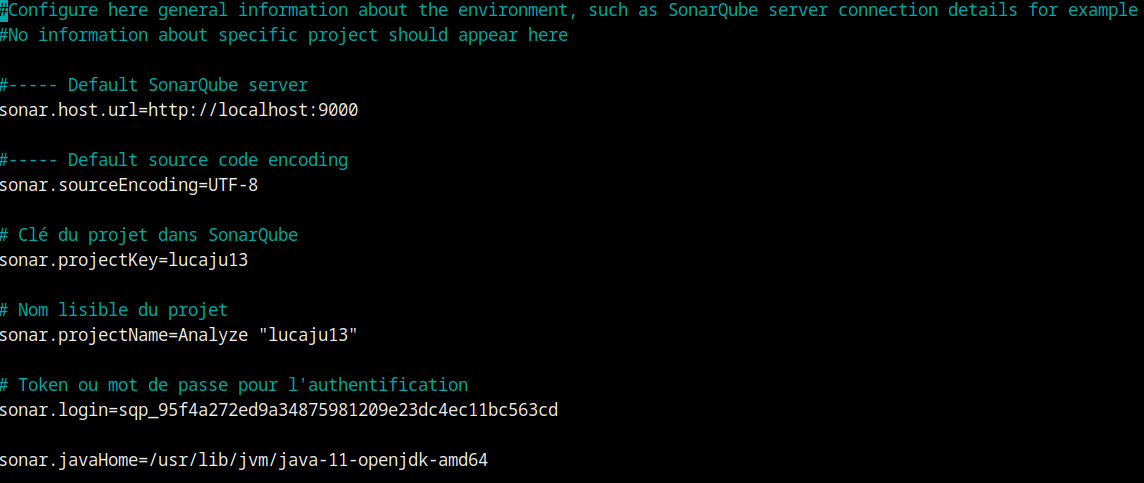 #Configure here general information about the environment, such as SonarQube server connection details for example
#No information about specific project should appear here
#----- Default SonarQube server
sonar.host.url=http://localhost:9000
#----- Default source code encoding
sonar.sourceEncoding=UTF-8
# Clé du projet dans SonarQube
sonar.projectKey=lucaju13
# Nom lisible du projet
sonar.projectName=Analyze "lucaju13"
# Token ou mot de passe pour l'authentification
sonar.login=sqp_95f4a272ed9a34875981209e23dc4ec11bc563cd
sonar.javaHome=/usr/lib/jvm/java-11-openjdk-amd64